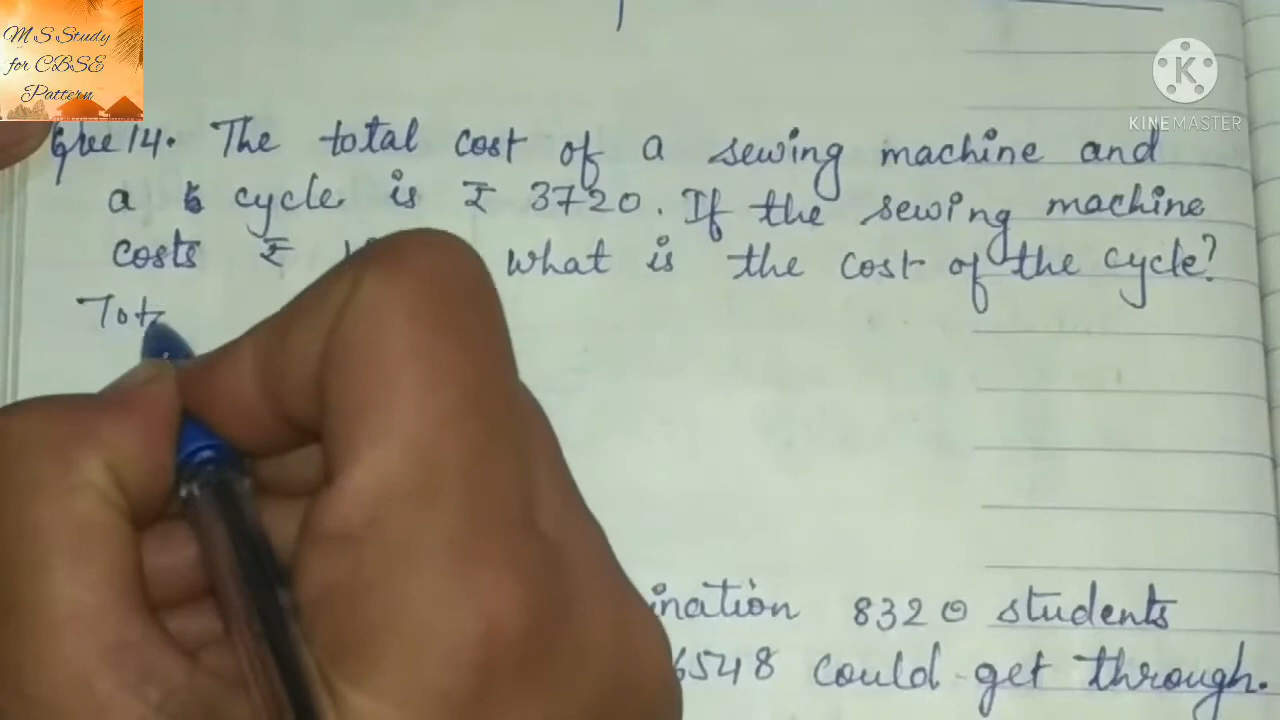 M S Study
for CBSE
Pattern
KINEMASTER
Que 14. The total cost of a sewing machine and
a cycle is ₹ 3720. If the sewing machine
costs ₹ what is the cost of the cycle?
Tot
ination 8320 students
6548 could get through.